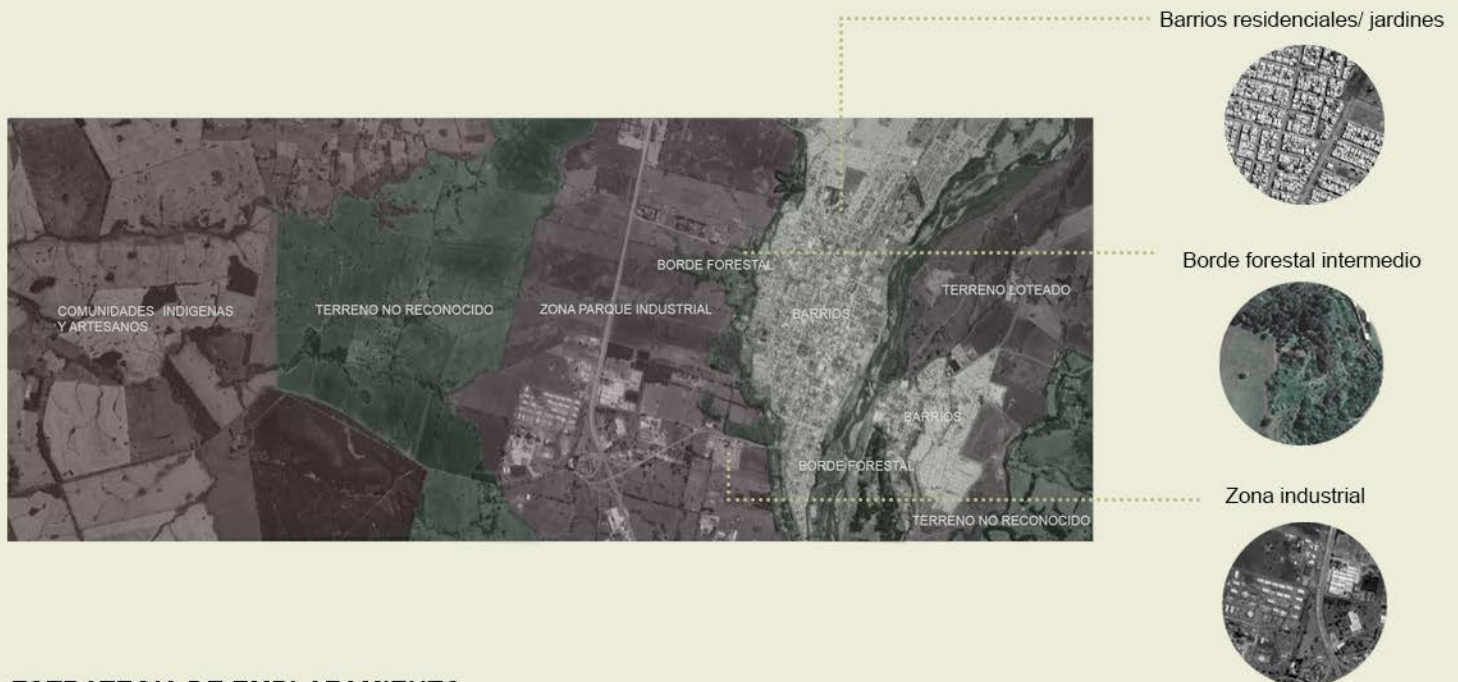 Barrios residenciales/ jardines
Borde forestal intermedio
Zona industrial
COMUNIDADES INDIGENAS
Y ARTESANOS
TERRENO NO RECONOCIDO
ZONA PARQUE INDUSTRIAL
BORDE FORESTAL
BARRIOS
TERRENO LOTEADO
BARRIOS
BORDE FORESTAL
TERRENO NO RECONOCIDO